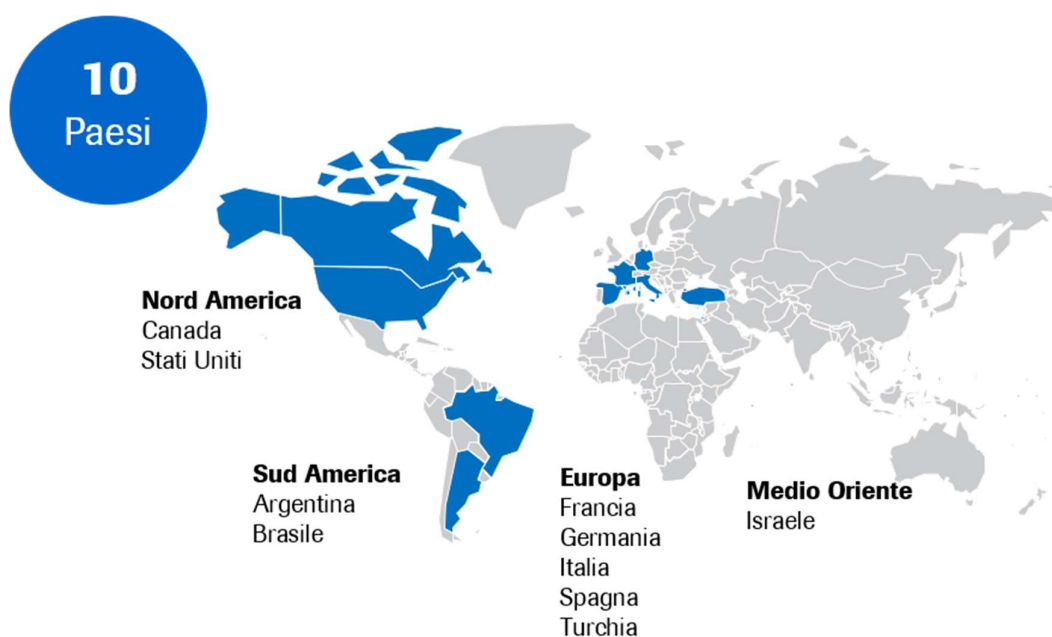 10
Paesi
Nord America
Canada
Stati Uniti
Sud America
Argentina
Brasile
Europa
Francia
Germania
Italia
Spagna
Turchia
Medio Oriente
Israele